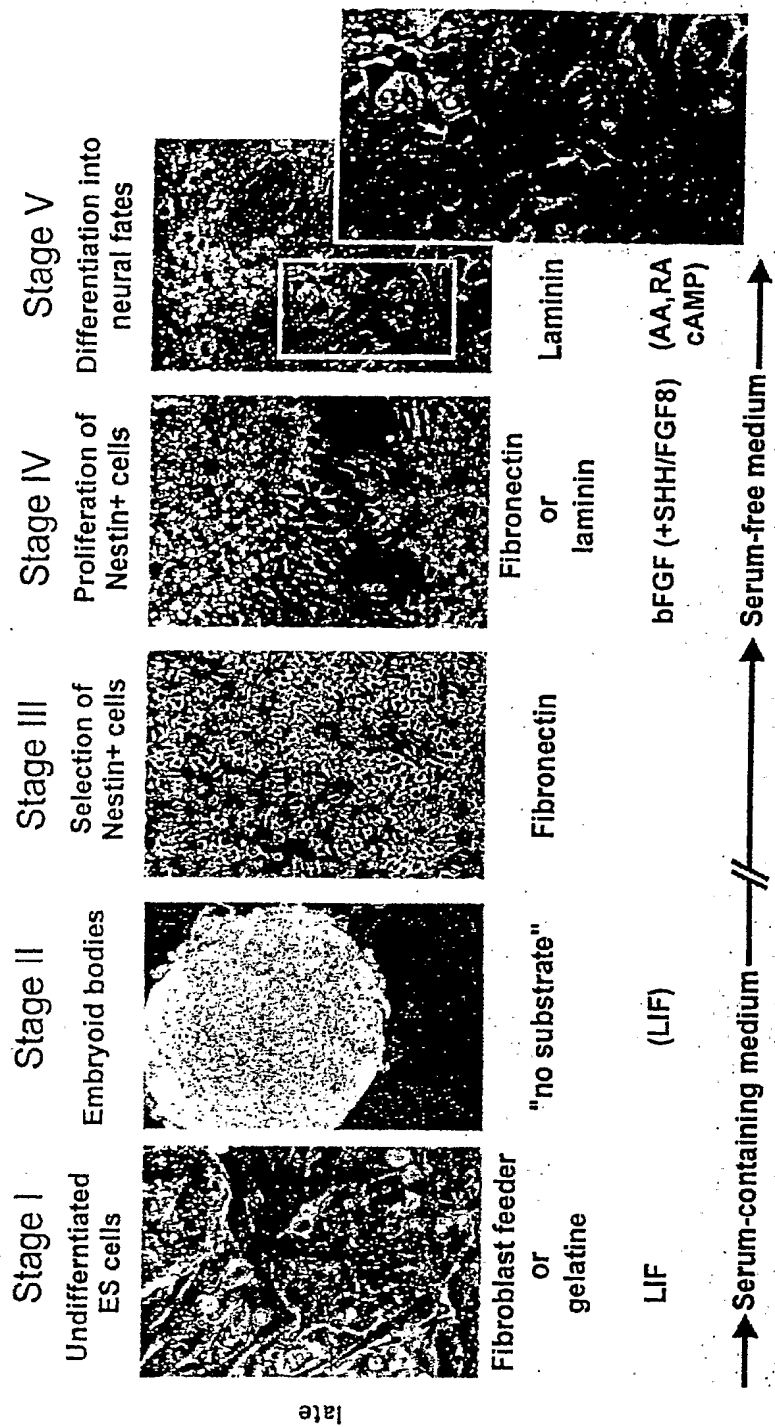 Stage I
Undifferntiated
ES cells
Fibroblast feeder
or
gelatine
LIF
Stage II
Embryoid bodies
"no substrate"
(LIF)
Stage III
Selection of
Nestin+ cells
Fibronectin
Stage IV
Proliferation of
Nestin+ cells
Fibronectin
or
laminin
bFGF (+SHH/FGF8)
Stage V
Differentiation into
neural fates
Laminin
(AA,RA
cAMP)
Serum-containing medium
Serum-free medium
late